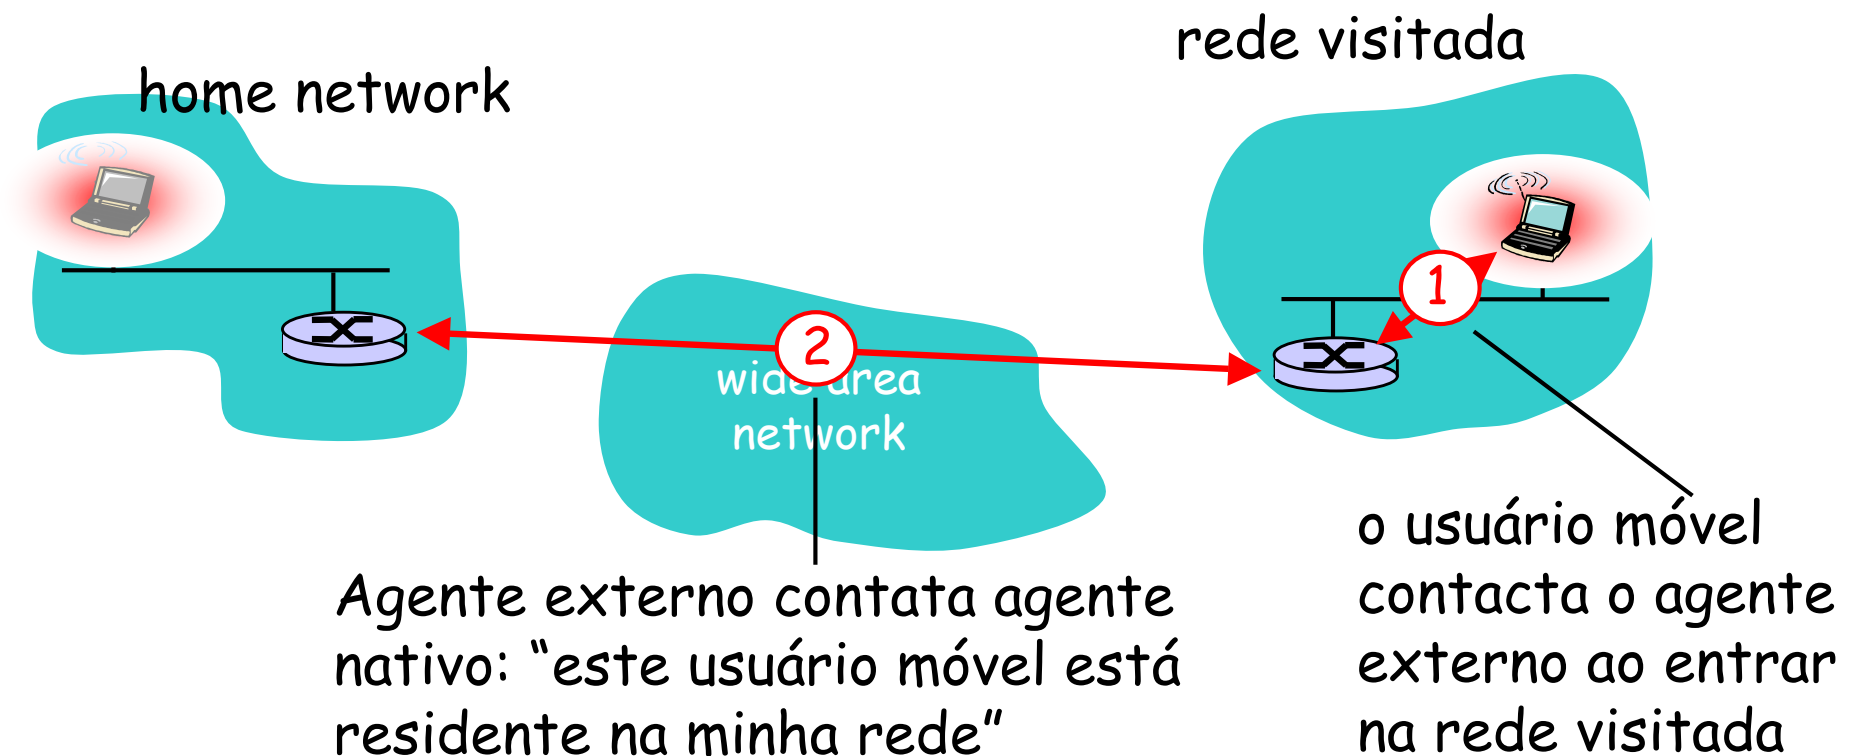 home network
rede visitada
1
2
wide area
network
Agente externo contata agente
nativo: “este usuário móvel está
residente na minha rede”
o usuário móvel
contacta o agente
externo ao entrar
na rede visitada